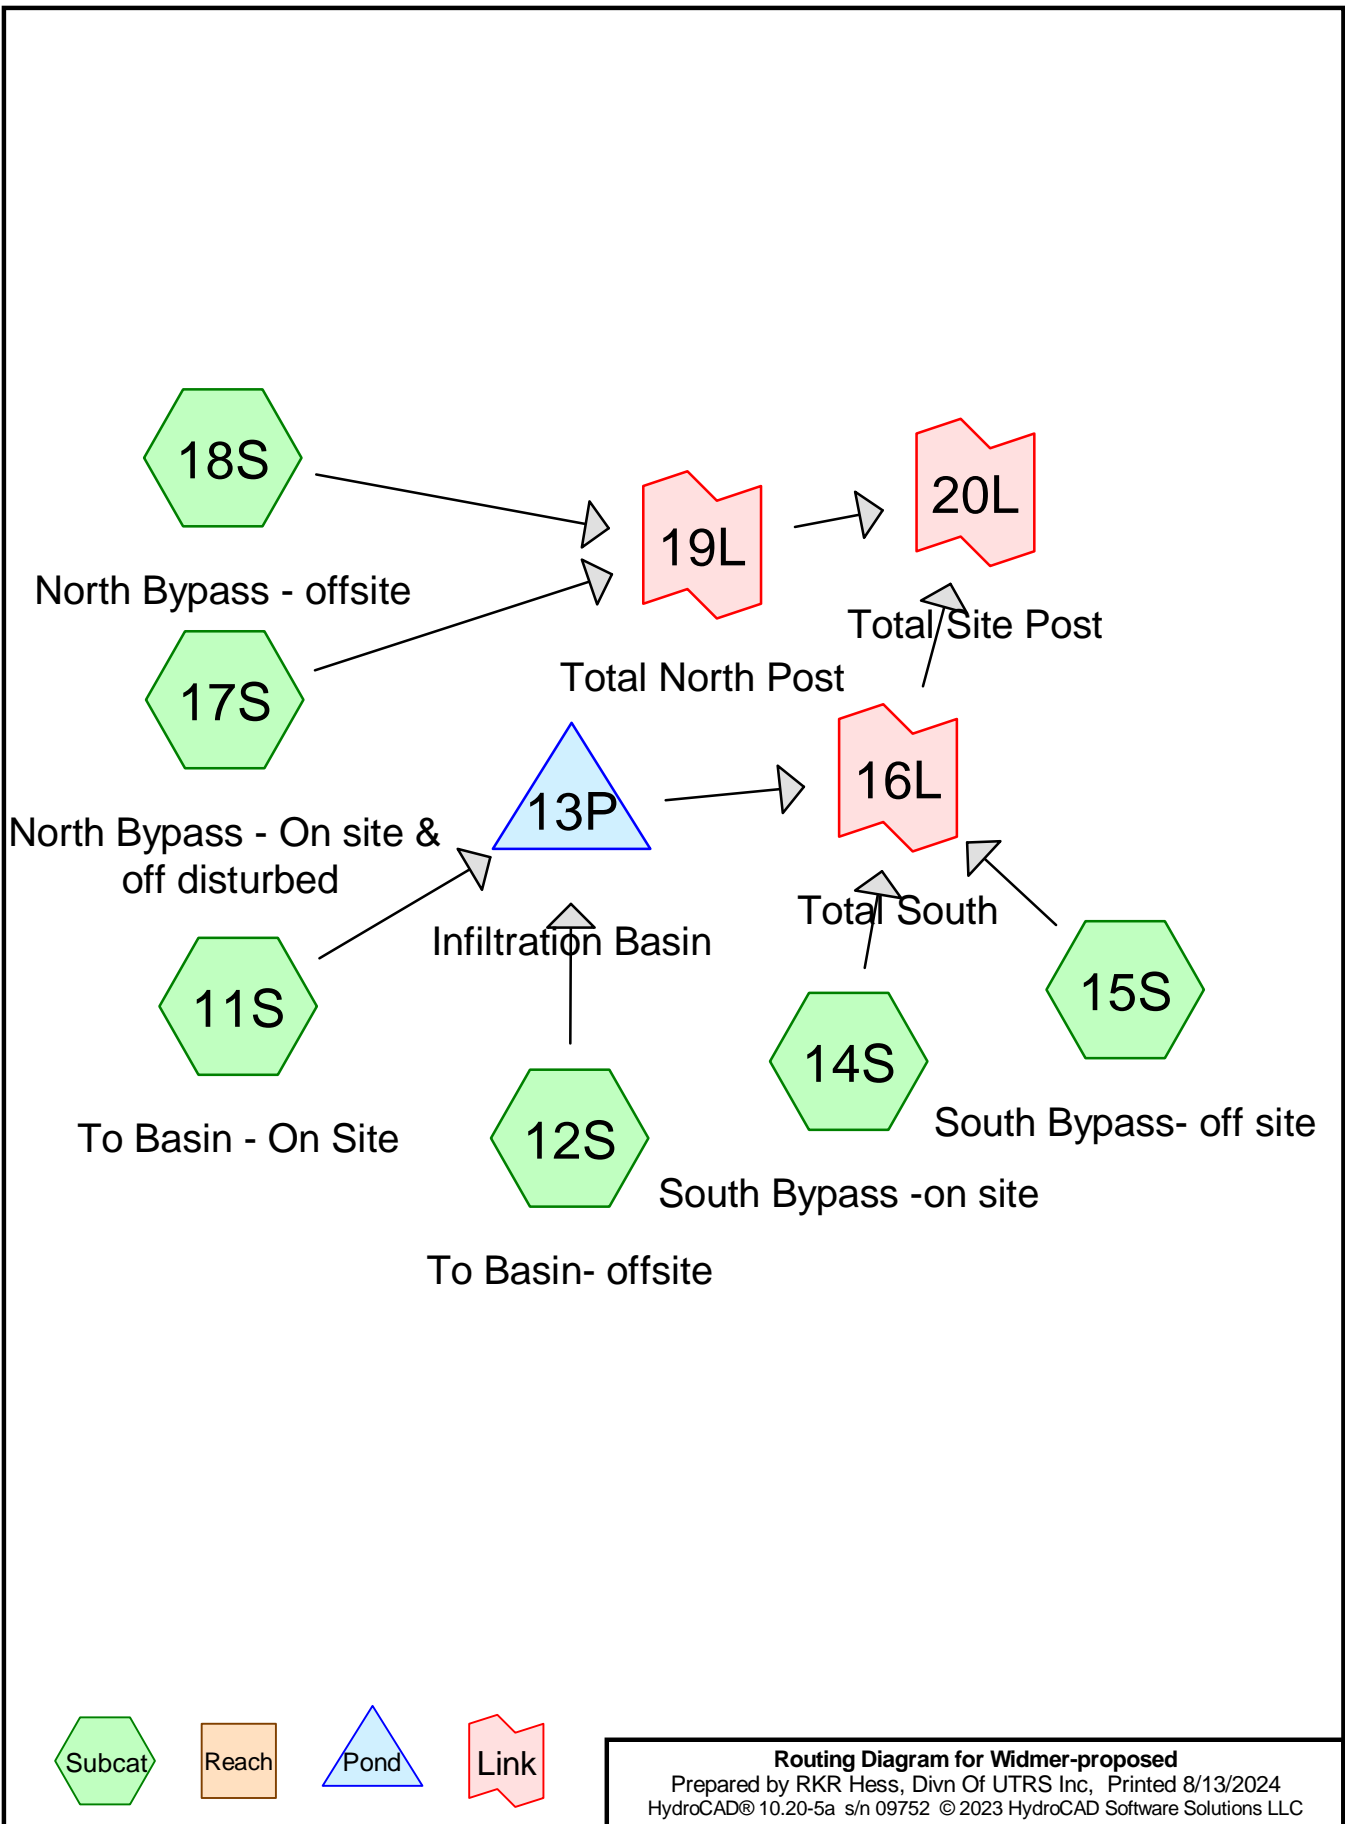 18S
North Bypass - offsite
17S
North Bypass - On site &
off disturbed
19L
Total North Post
20L
Total Site Post
13P
Infiltration Basin
16L
Total South
11S
To Basin - On Site
12S
To Basin- offsite
14S
South Bypass -on site
15S
South Bypass- off site
Subcat
Reach
Pond
Link
Routing Diagram for Widmer-proposed
Prepared by RKR Hess, Divn Of UTRS Inc,  Printed 8/13/2024
HydroCAD® 10.20-5a  s/n 09752  © 2023 HydroCAD Software Solutions LLC